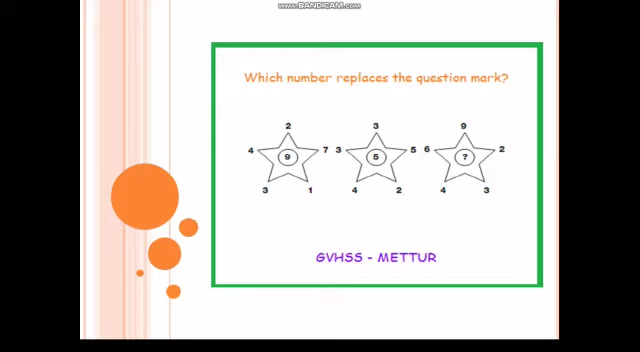 www.BANDICAM.com
Which number replaces the question mark?
2 3 9
4 7 3 5 6 2
9 5 ?
3 1 4 2 4 3
GVHSS - METTUR